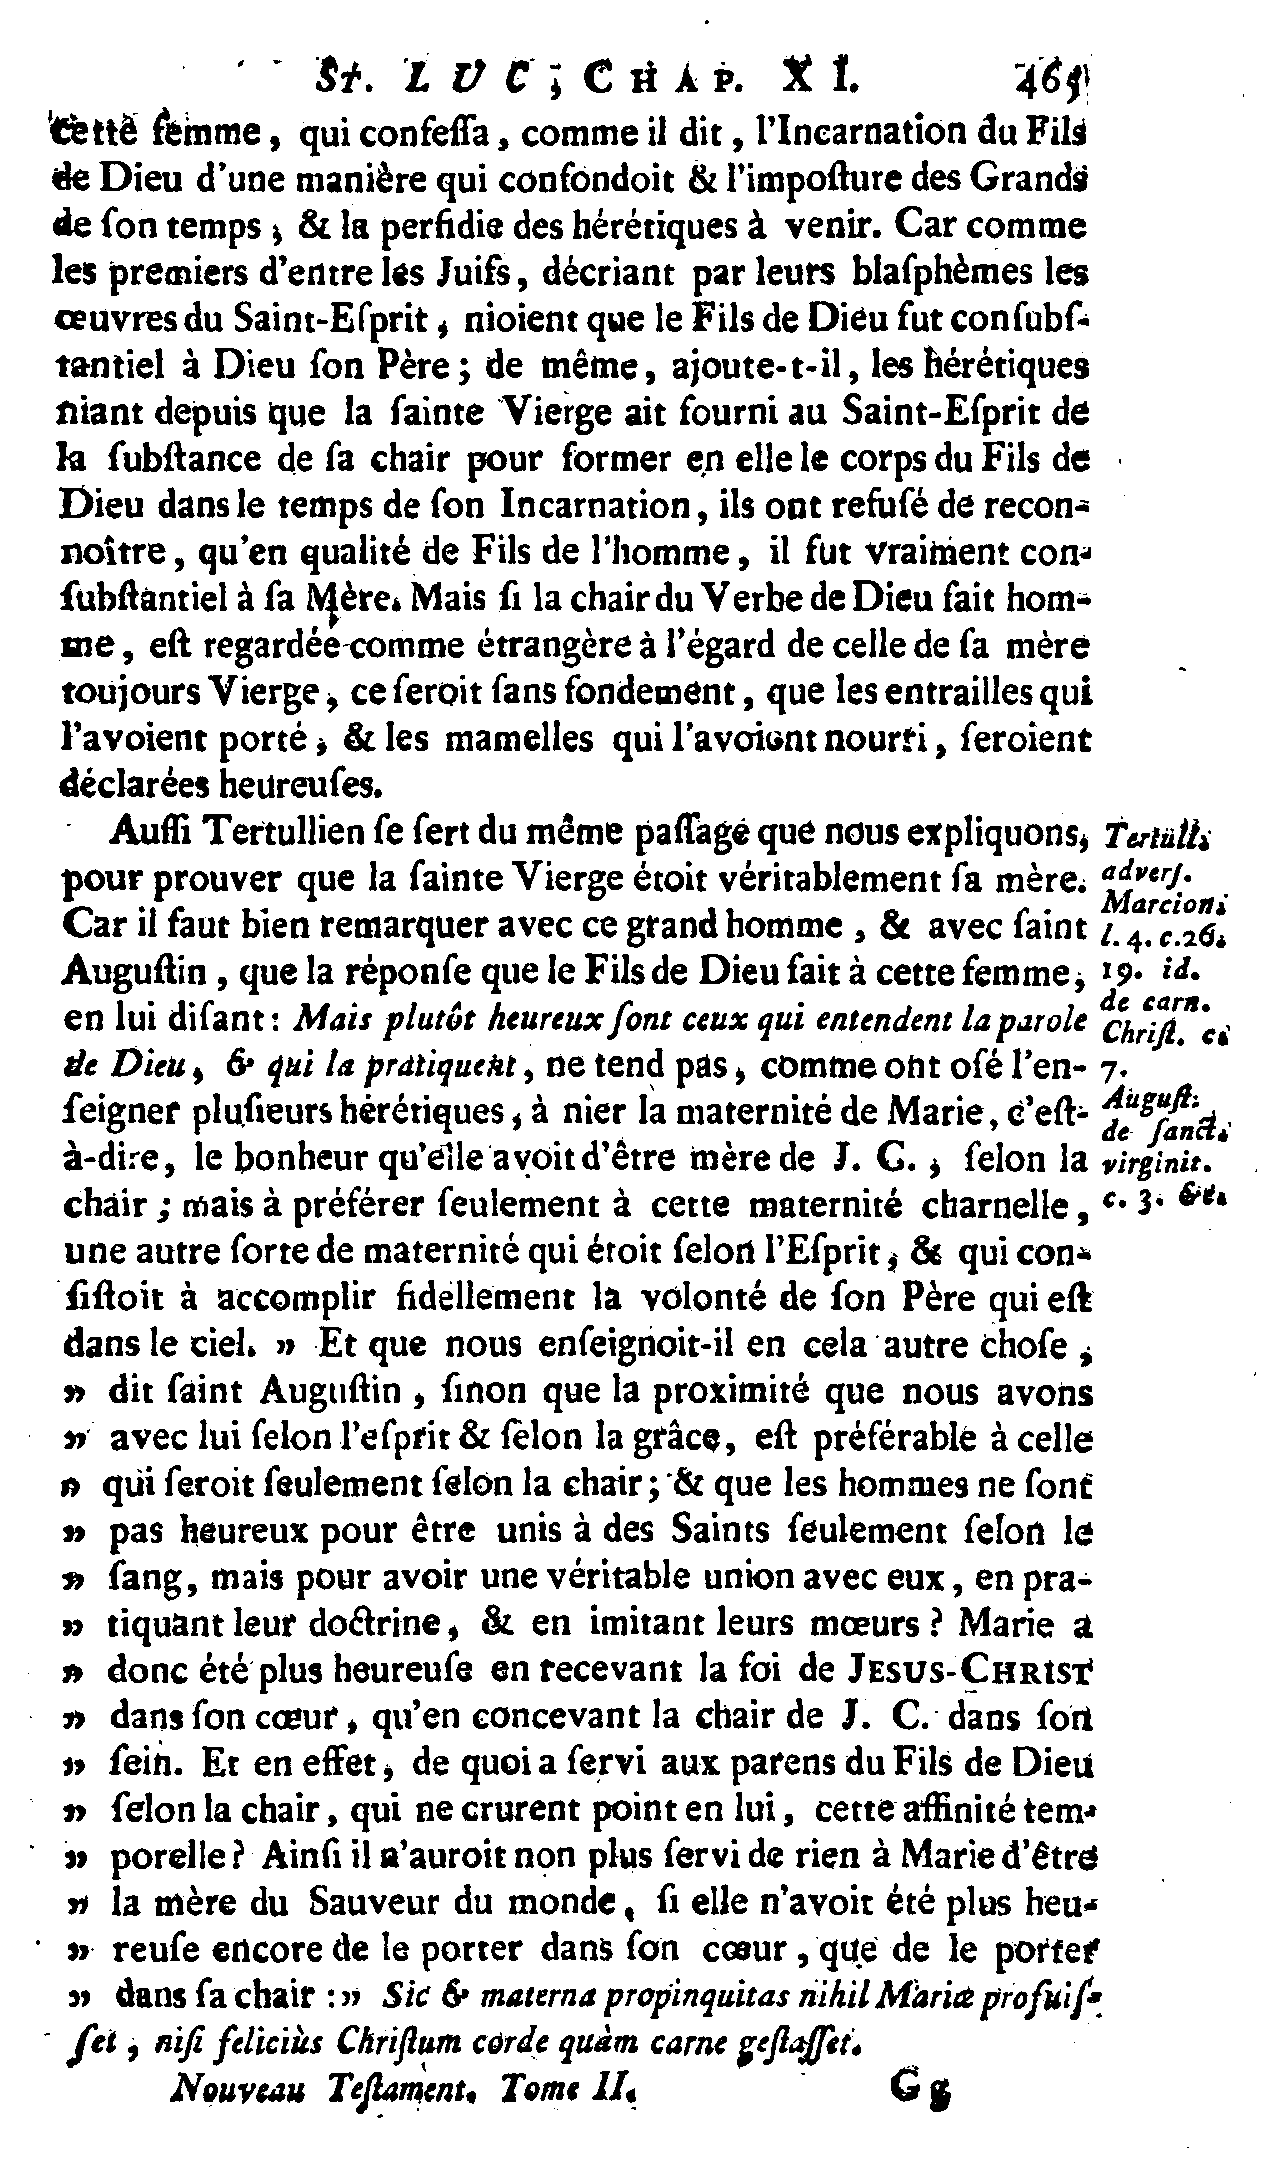 St. LUC, CHAP. XI. 465
cette femme, qui confeſſa, comme il dit, l'Incarnation du Fils
de Dieu d'une manière qui confondoit & l'impoſture des Grands
de ſon temps, & la perfidie des hérétiques à venir. Car comme
les premiers d'entre les Juifs, décriant par leurs blaſphèmes les
œuvres du Saint-Eſprit, nioient que le Fils de Dieu fut conſubſ-
tantiel à Dieu ſon Père; de même, ajoute-t-il, les hérétiques
niant depuis que la ſainte Vierge ait fourni au Saint-Eſprit de
la ſubſtance de ſa chair pour former en elle le corps du Fils de
Dieu dans le temps de ſon Incarnation, ils ont refuſé de recon-
noître, qu'en qualité de Fils de l'homme, il fut vraiment con-
ſubſtantiel à ſa Mère. Mais ſi la chair du Verbe de Dieu fait hom-
me, eſt regardée comme étrangère à l'égard de celle de ſa mère
toujours Vierge, ce ſeroit ſans fondement, que les entrailles qui
l'avoient porté, & les mamelles qui l'avoient nourri, ſeroient
déclarées heureuſes.
Auſſi Tertullien ſe ſert du même paſſage que nous expliquons,
pour prouver que la ſainte Vierge étoit véritablement ſa mère.
Car il faut bien remarquer avec ce grand homme, & avec ſaint
Auguſtin, que la réponſe que le Fils de Dieu fait à cette femme,
en lui diſant: Mais plutôt heureux ſont ceux qui entendent la parole
de Dieu, & qui la pratiquent, ne tend pas, comme ont oſé l'en-
ſeigner pluſieurs hérétiques, à nier la maternité de Marie, c'eſt-
à-dire, le bonheur qu'elle avoit d'être mère de J. C., ſelon la
chair; mais à préférer ſeulement à cette maternité charnelle,
une autre ſorte de maternité qui étoit ſelon l'Eſprit, & qui con-
ſiſtoit à accomplir fidellement la volonté de ſon Père qui eſt
dans le ciel. » Et que nous enſeignoit-il en cela autre choſe,
» dit ſaint Auguſtin, ſinon que la proximité que nous avons
» avec lui ſelon l'eſprit & ſelon la grâce, eſt préférable à celle
» qui ſeroit ſeulement ſelon la chair; & que les hommes ne ſont
» pas heureux pour être unis à des Saints ſeulement ſelon le
» ſang, mais pour avoir une véritable union avec eux, en pra-
» tiquant leur doctrine, & en imitant leurs mœurs? Marie a
» donc été plus heureuſe en recevant la foi de JESUS-CHRIST
» dans ſon cœur, qu'en concevant la chair de J. C. dans ſon
» ſein. Et en effet, de quoi a ſervi aux parens du Fils de Dieu
» ſelon la chair, qui ne crurent point en lui, cette affinité tem-
» porelle? Ainſi il n'auroit non plus ſervi de rien à Marie d'être
» la mère du Sauveur du monde, ſi elle n'avoit été plus heu-
» reuſe encore de le porter dans ſon cœur, que de le porter
» dans ſa chair:» Sic & materna propinquitas nihil Mariæ profuiſ-
ſet, niſi feliciùs Chriſtum corde quàm carne geſtaſſet.
Tertull.
adverſ.
Marcion.
l. 4. c.26.
19. id.
de carn.
Chriſt. c.
7.
Auguſt.
de ſanct.
virginit.
c. 3. &c.
Nouveau Teſtament. Tome II. Gg